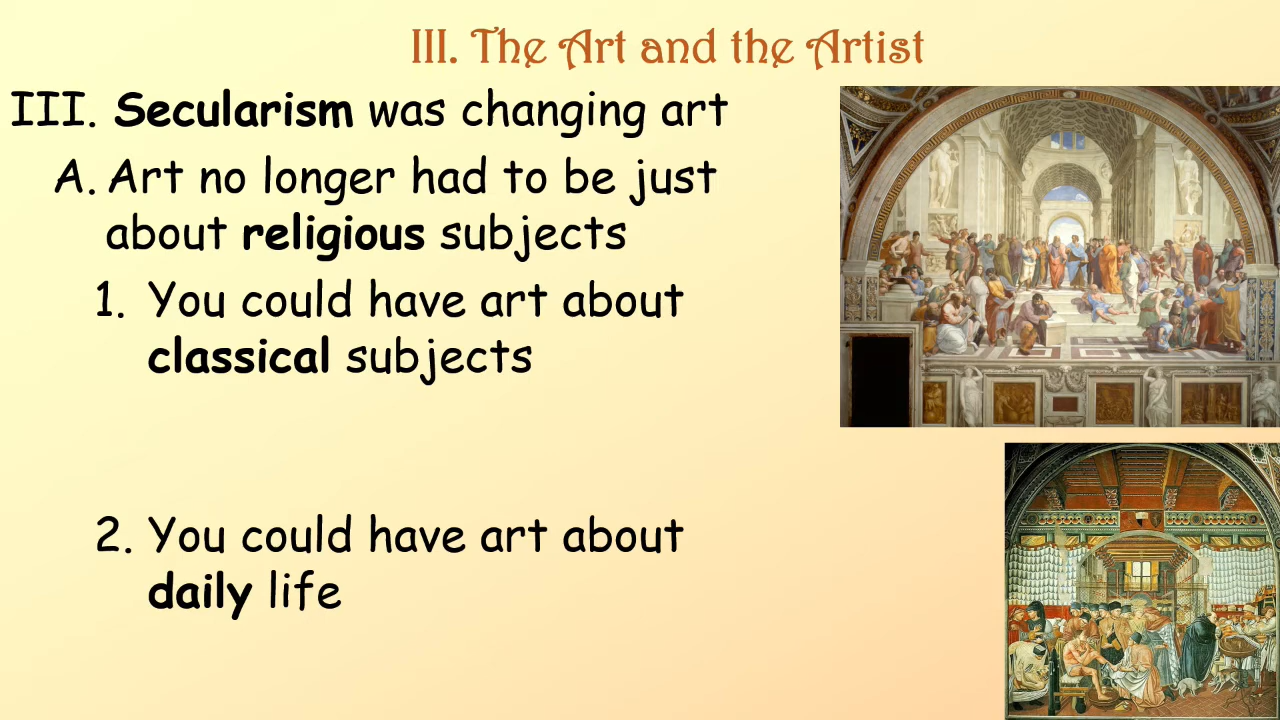 III. The Art and the Artist
III. Secularism was changing art
A. Art no longer had to be just
about religious subjects
1. You could have art about
classical subjects
2. You could have art about
daily life